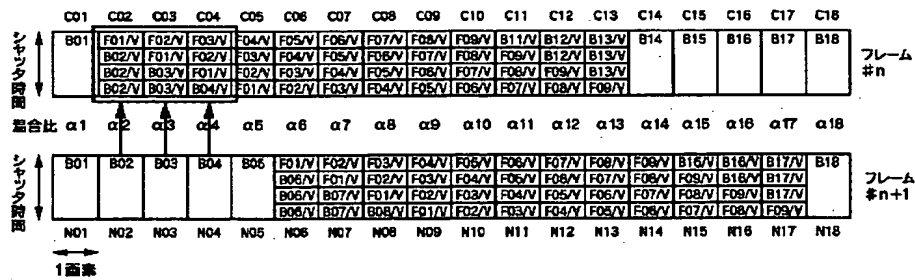 C01 C02 C03 C04 C05 C06 C07 C08 C09 C10 C11 C12 C13 C14 C15 C16 C17 C18
シャッタ時間
B01 F01/V F02/V F03/V F04/V F05/V F06/V F07/V F08/V F09/V B11/V B12/V B13/V B14 B15 B16 B17 B18
B02/V F01/V F02/V F03/V F04/V F05/V F06/V F07/V F08/V F09/V B12/V B13/V
B02/V B03/V F01/V F02/V F03/V F04/V F05/V F06/V F07/V F08/V F09/V B13/V
B02/V B03/V B04/V F01/V F02/V F03/V F04/V F05/V F06/V F07/V F08/V F09/V
フレーム
#n
混合比 α1 α2 α3 α4 α5 α6 α7 α8 α9 α10 α11 α12 α13 α14 α15 α16 α17 α18
シャッタ時間
B01 B02 B03 B04 B05 F01/V F02/V F03/V F04/V F05/V F06/V F07/V F08/V F09/V B15/V B16/V B17/V B18
B06/V F01/V F02/V F03/V F04/V F05/V F06/V F07/V F08/V F09/V B16/V B17/V
B06/V B07/V F01/V F02/V F03/V F04/V F05/V F06/V F07/V F08/V F09/V B17/V
B06/V B07/V B08/V F01/V F02/V F03/V F04/V F05/V F06/V F07/V F08/V F09/V
フレーム
#n+1
N01 N02 N03 N04 N05 N06 N07 N08 N09 N10 N11 N12 N13 N14 N15 N16 N17 N18
1画素